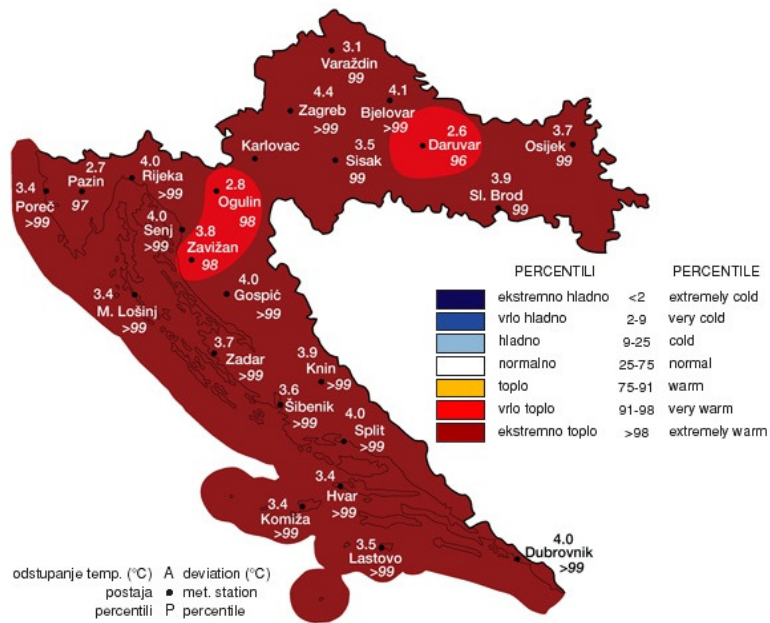 3.1
Varaždin
99
4.4
Zagreb
>99
4.1
Bjelovar
>99
2.6
Daruvar
96
3.7
Osijek
99
Karlovac
3.5
Sisak
99
3.9
Sl. Brod
99
3.4
Poreč
>99
2.7
Pazin
97
4.0
Rijeka
>99
2.8
Ogulin
98
4.0
Senj
>99
3.8
Zavižan
98
4.0
Gospić
>99
3.4
M. Lošinj
>99
3.7
Zadar
>99
3.9
Knin
>99
3.6
Šibenik
>99
4.0
Split
>99
3.4
Hvar
>99
3.4
Komiža
>99
3.5
Lastovo
>99
4.0
Dubrovnik
>99
PERCENTILI PERCENTILE
ekstremno hladno <2 extremely cold
vrlo hladno 2-9 very cold
hladno 9-25 cold
normalno 25-75 normal
toplo 75-91 warm
vrlo toplo 91-98 very warm
ekstremno toplo >98 extremely warm
odstupanje temp. (°C) A deviation (°C)
postaja met. station
percentili P percentile